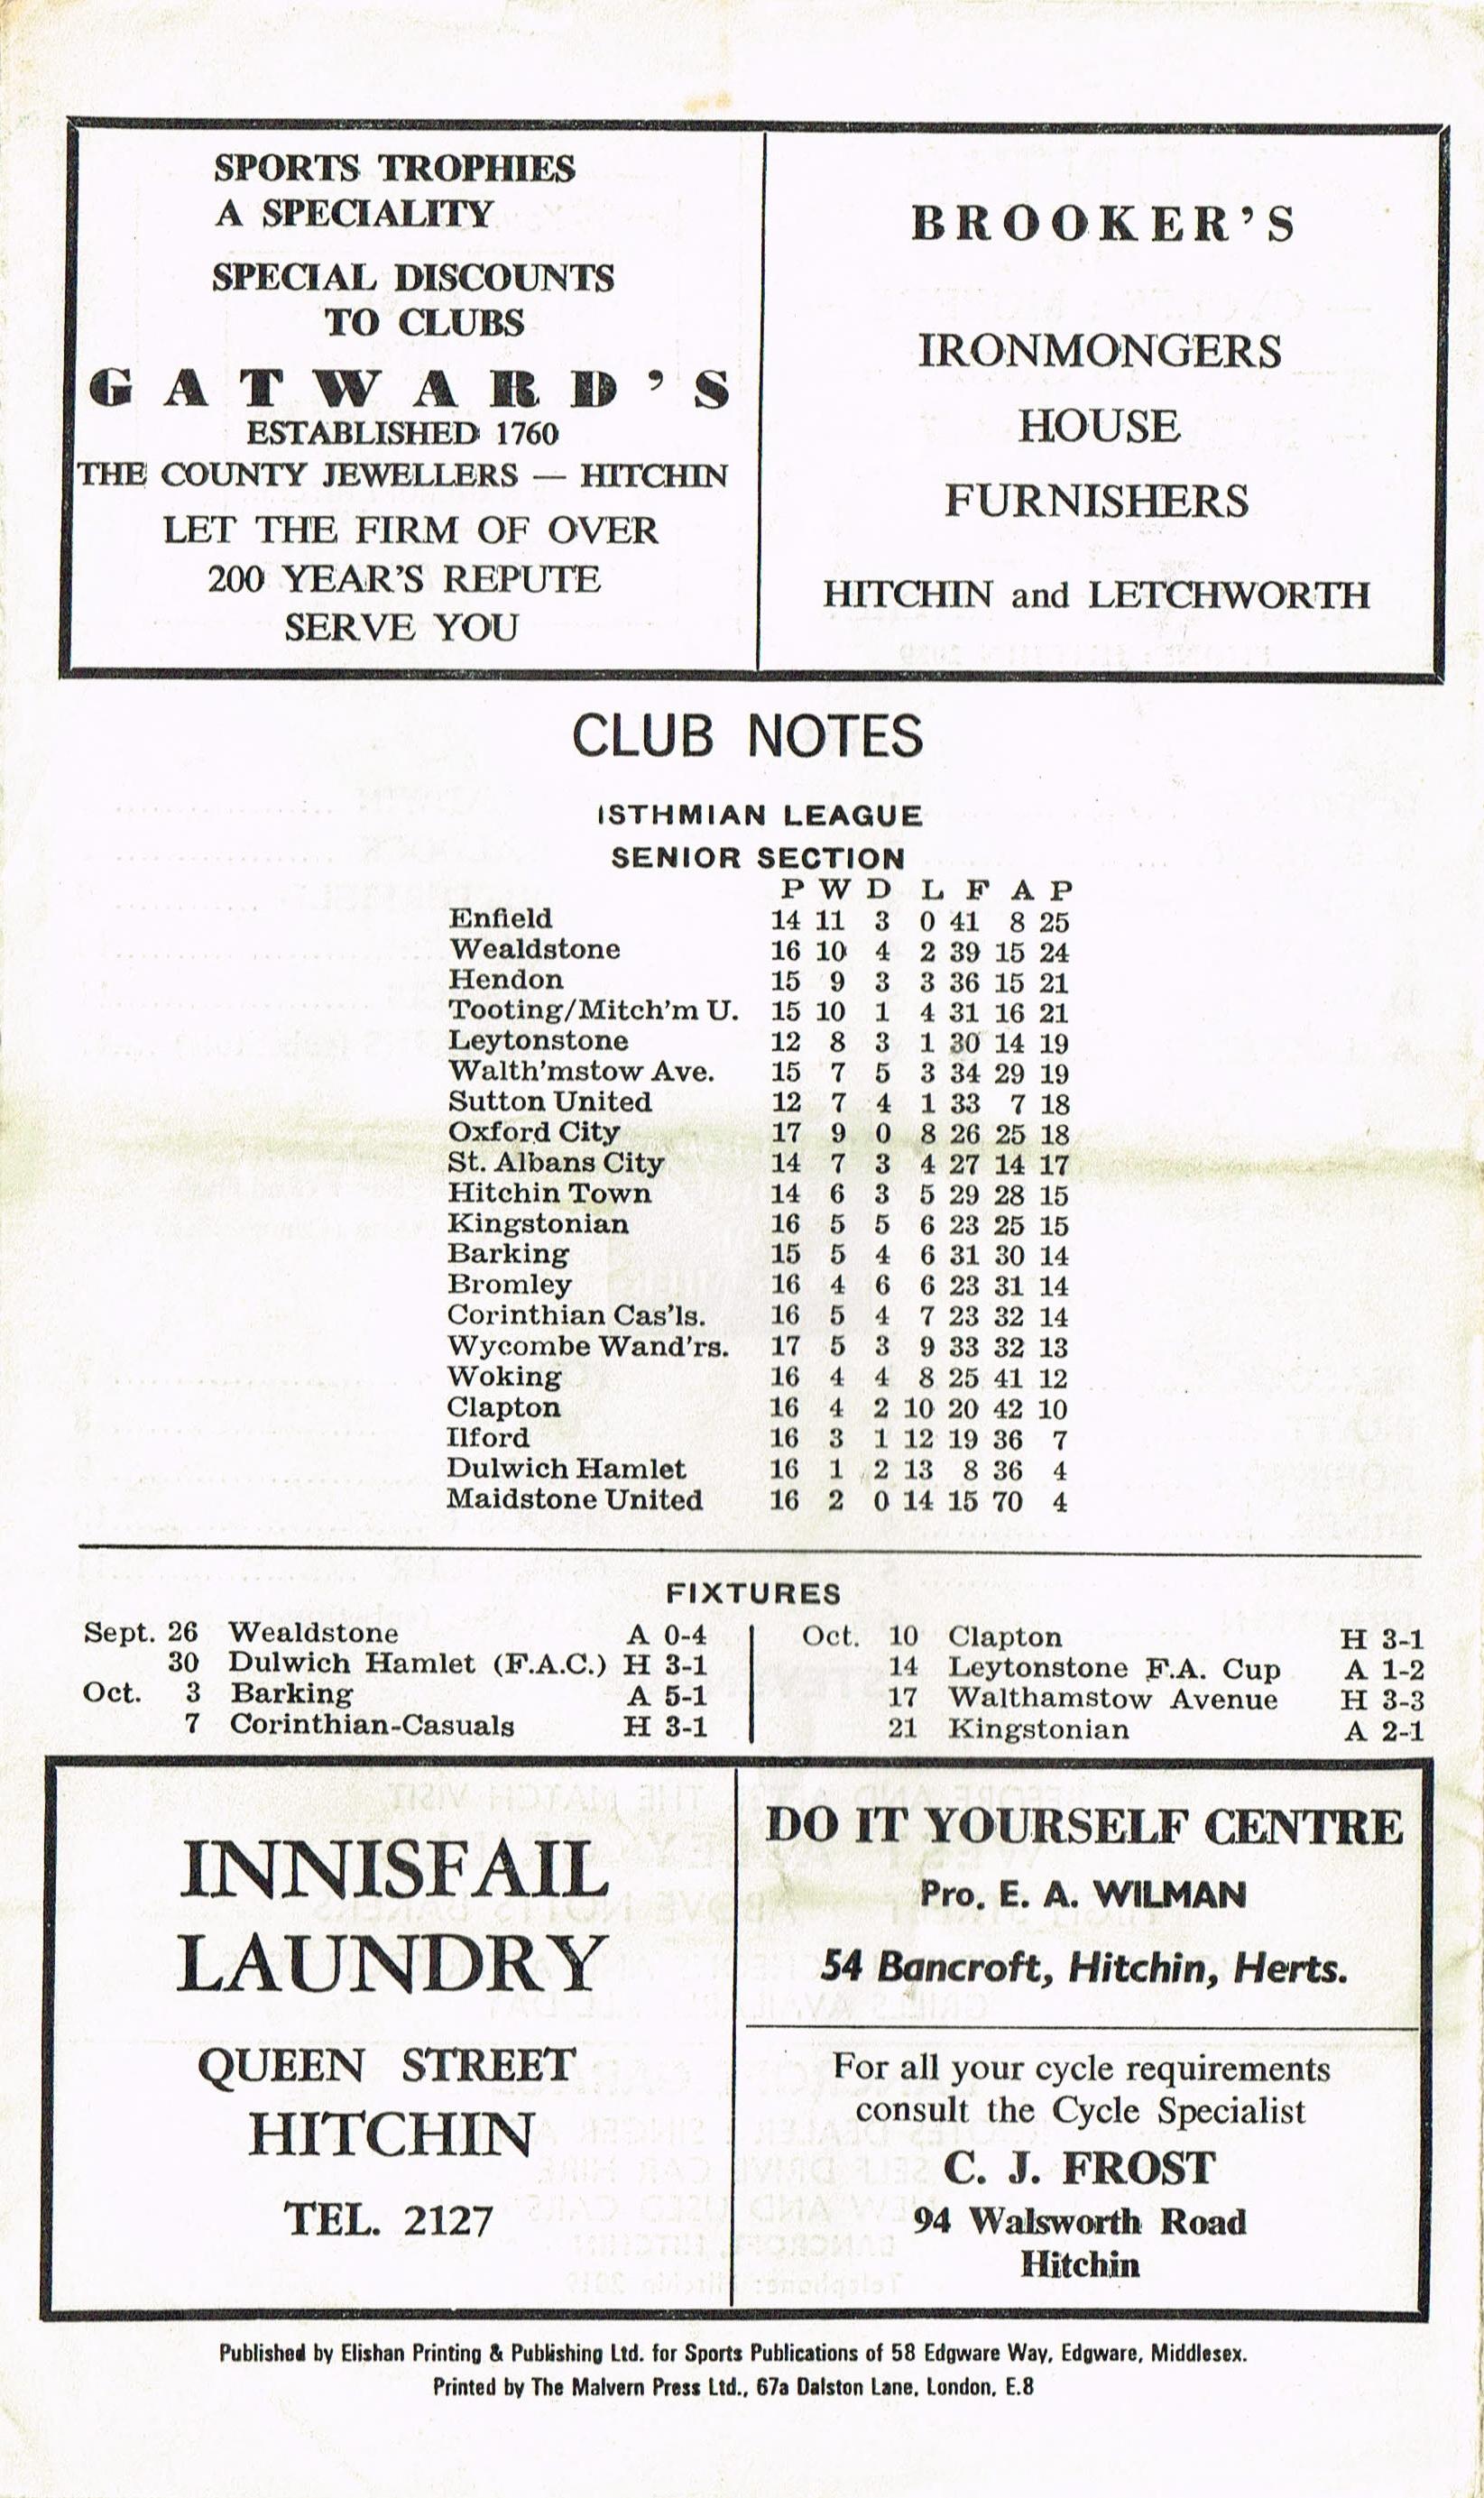 SPORTS TROPHIES
A SPECIALITY
SPECIAL DISCOUNTS
TO CLUBS
GATWARD'S
ESTABLISHED 1760
THE COUNTY JEWELLERS — HITCHIN
LET THE FIRM OF OVER
200 YEAR'S REPUTE
SERVE YOU
BROOKER'S
IRONMONGERS
HOUSE
FURNISHERS
HITCHIN and LETCHWORTH
CLUB NOTES
ISTHMIAN LEAGUE
SENIOR SECTION
P W D L F A P
Enfield 14 11 3 0 41 8 25
Wealdstone 16 10 4 2 39 15 24
Hendon 15 9 3 3 36 15 21
Tooting/Mitch'm U. 15 10 1 4 31 16 21
Leytonstone 12 8 3 1 30 14 19
Walth'mstow Ave. 15 7 5 3 34 29 19
Sutton United 12 7 4 1 33 7 18
Oxford City 17 9 0 8 26 25 18
St. Albans City 14 7 3 4 27 14 17
Hitchin Town 14 6 3 5 29 28 15
Kingstonian 16 5 5 6 23 25 15
Barking 15 5 4 6 31 30 14
Bromley 16 4 6 6 23 31 14
Corinthian Cas'ls. 16 5 4 7 23 32 14
Wycombe Wand'rs. 17 5 3 9 33 32 13
Woking 16 4 4 8 25 41 12
Clapton 16 4 2 10 20 42 10
Ilford 16 3 1 12 19 36 7
Dulwich Hamlet 16 1 2 13 8 36 4
Maidstone United 16 2 0 14 15 70 4
FIXTURES
Sept. 26 Wealdstone A 0-4
30 Dulwich Hamlet (F.A.C.) H 3-1
Oct. 3 Barking A 5-1
7 Corinthian-Casuals H 3-1
Oct. 10 Clapton H 3-1
14 Leytonstone F.A. Cup A 1-2
17 Walthamstow Avenue H 3-3
21 Kingstonian A 2-1
INNISFAIL
LAUNDRY
QUEEN STREET
HITCHIN
TEL. 2127
DO IT YOURSELF CENTRE
Pro. E. A. WILMAN
54 Bancroft, Hitchin, Herts.
For all your cycle requirements
consult the Cycle Specialist
C. J. FROST
94 Walsworth Road
Hitchin
Published by Elishan Printing & Publishing Ltd. for Sports Publications of 58 Edgware Way, Edgware, Middlesex.
Printed by The Malvern Press Ltd., 67a Dalston Lane, London, E.8